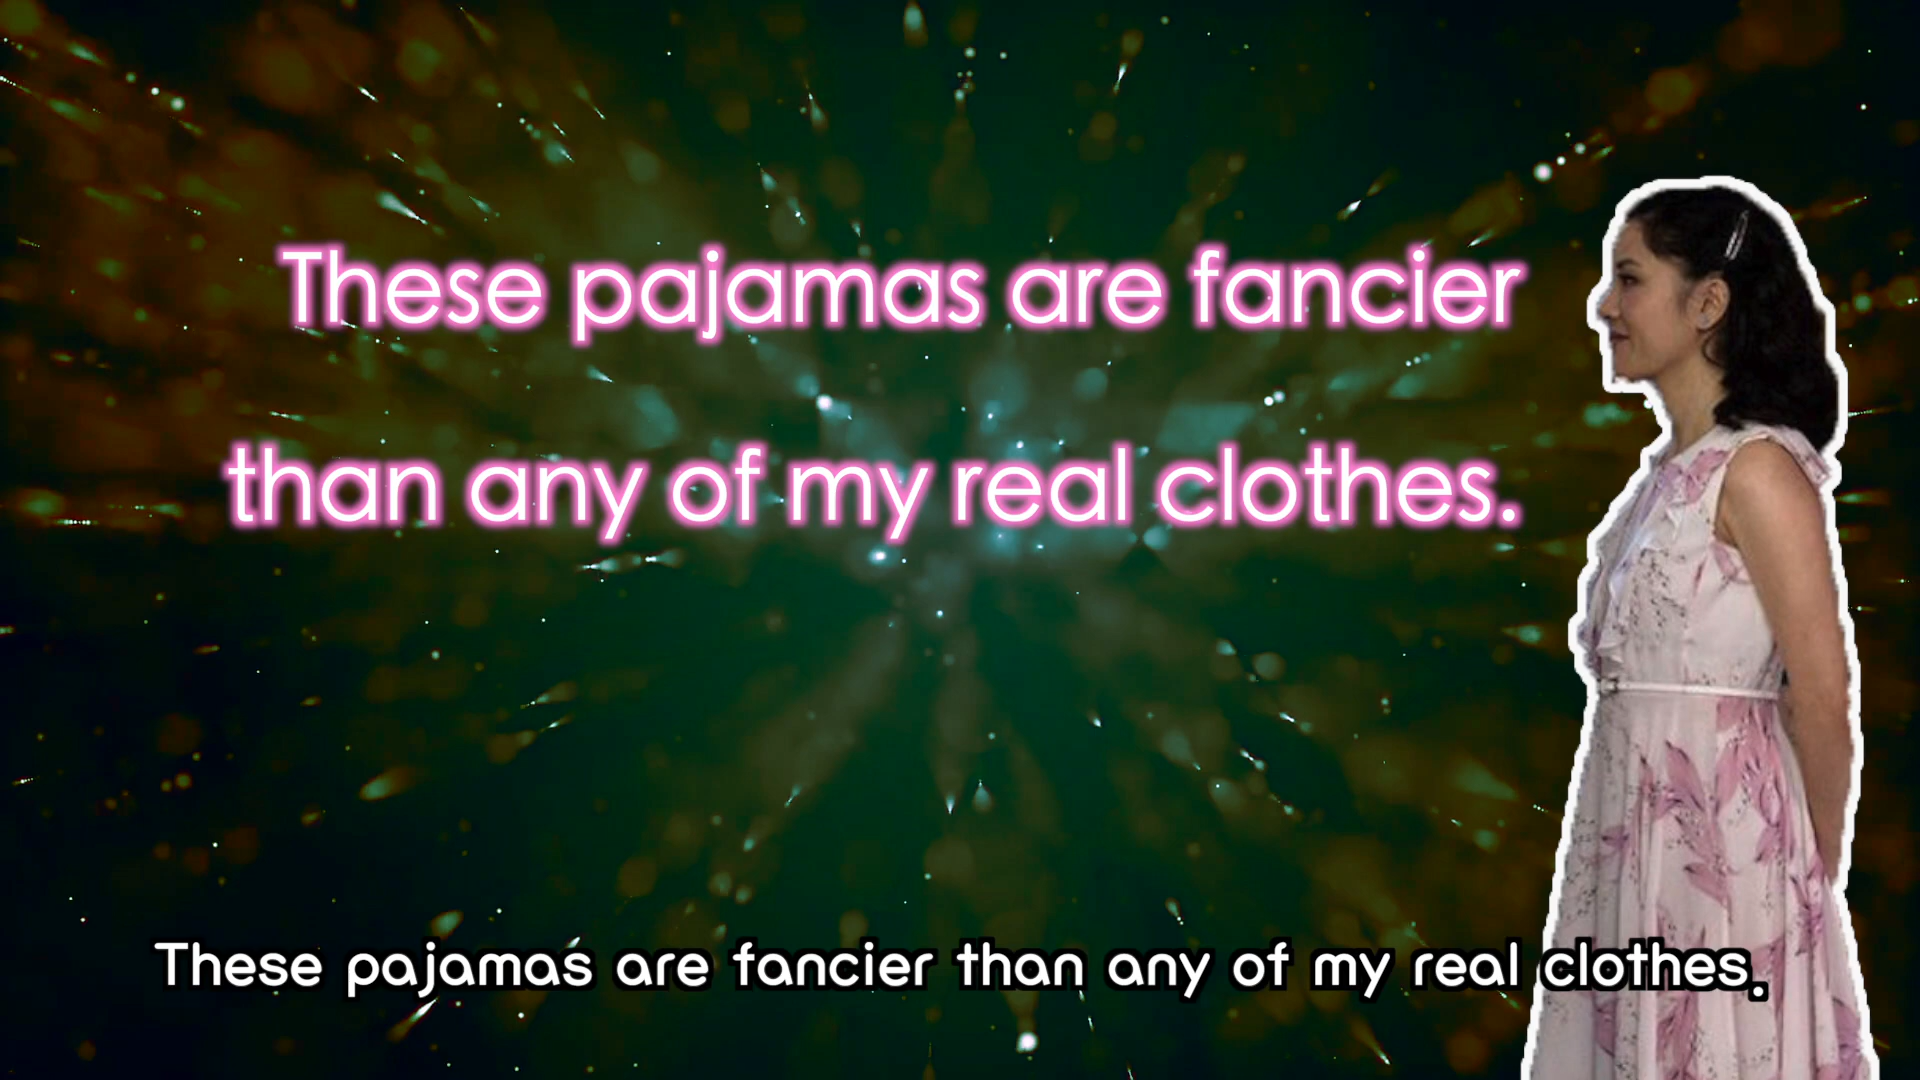 These pajamas are fancier
than any of my real clothes.
These pajamas are fancier than any of my real clothes.